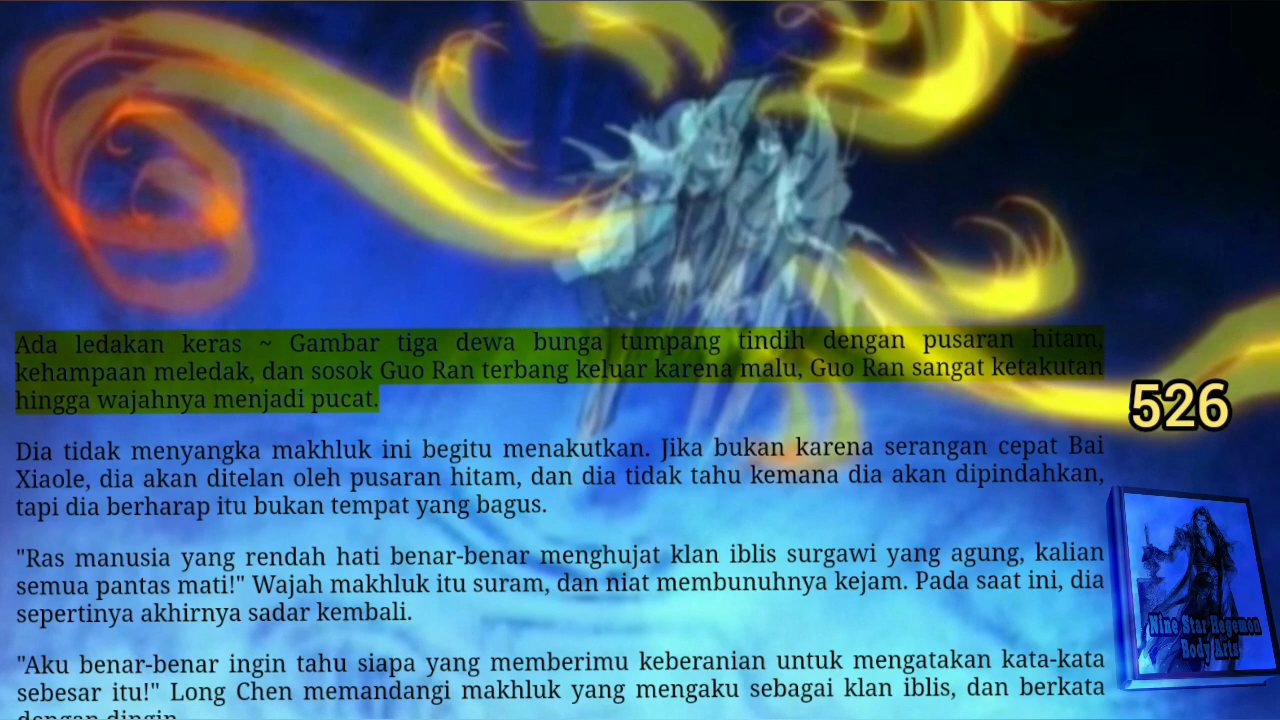 Ada ledakan keras ~ Gambar tiga dewa bunga tumpang tindih dengan pusaran hitam,
kehampaan meledak, dan sosok Guo Ran terbang keluar karena malu, Guo Ran sangat ketakutan
hingga wajahnya menjadi pucat.
526
Dia tidak menyangka makhluk ini begitu menakutkan. Jika bukan karena serangan cepat Bai
Xiaole, dia akan ditelan oleh pusaran hitam, dan dia tidak tahu kemana dia akan dipindahkan,
tapi dia berharap itu bukan tempat yang bagus.
"Ras manusia yang rendah hati benar-benar menghujat klan iblis surgawi yang agung, kalian
semua pantas mati!" Wajah makhluk itu suram, dan niat membunuhnya kejam. Pada saat ini, dia
sepertinya akhirnya sadar kembali.
Nine Star Hegemon
Body Arts
"Aku benar-benar ingin tahu siapa yang memberimu keberanian untuk mengatakan kata-kata
sebesar itu!" Long Chen memandangi makhluk yang mengaku sebagai klan iblis, dan berkata
dengan dingin